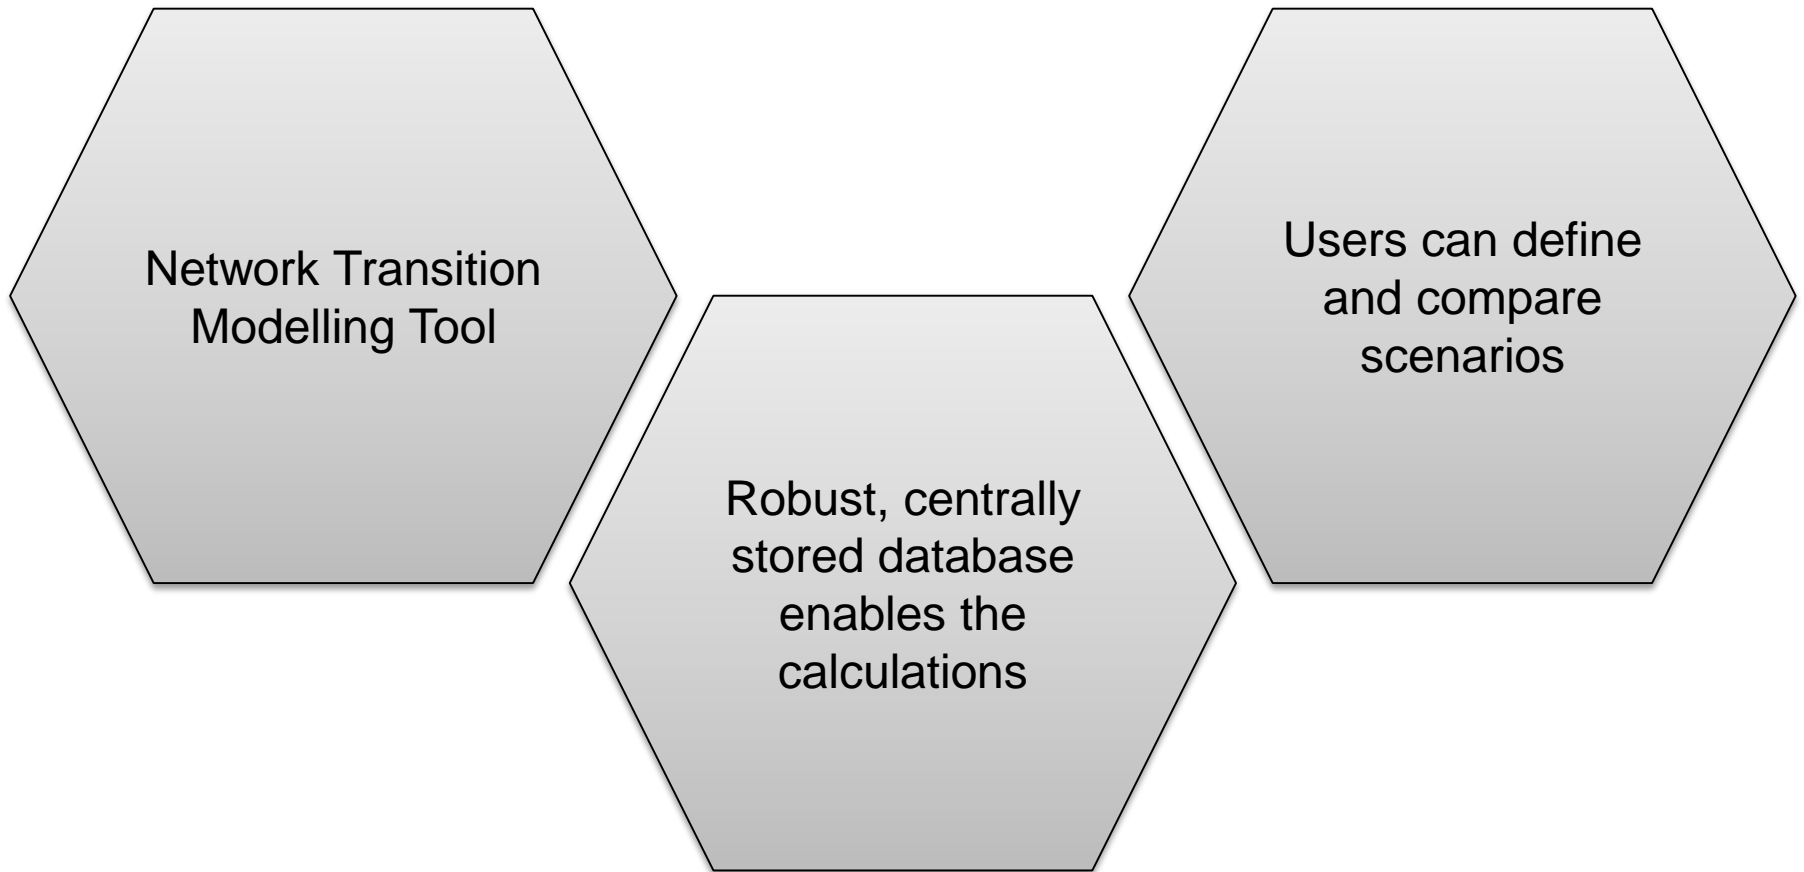 Network Transition
Modelling Tool
Robust, centrally
stored database
enables the
calculations
Users can define
and compare
scenarios